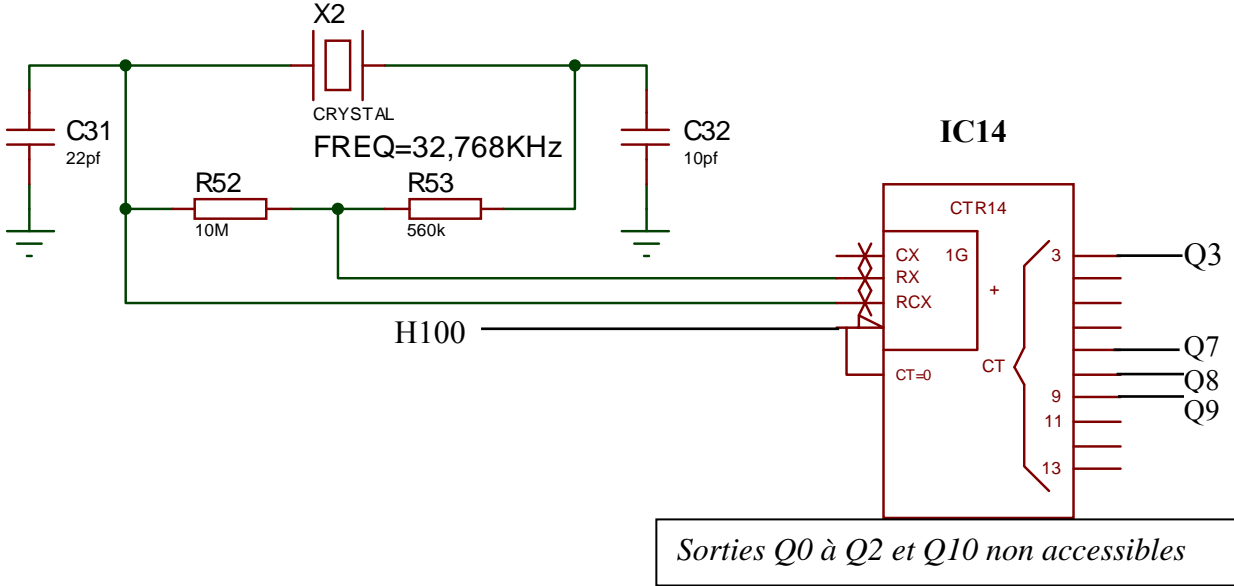 X2
CRYSTAL
FREQ=32,768KHz
C31
22pf
C32
10pf
R52
10M
R53
560k
IC14
CTR14
CX
1G
RX
RCX
+
H100
CT=0
CT
3
9
11
13
Q3
Q7
Q8
Q9
Sorties Q0 à Q2 et Q10 non accessibles